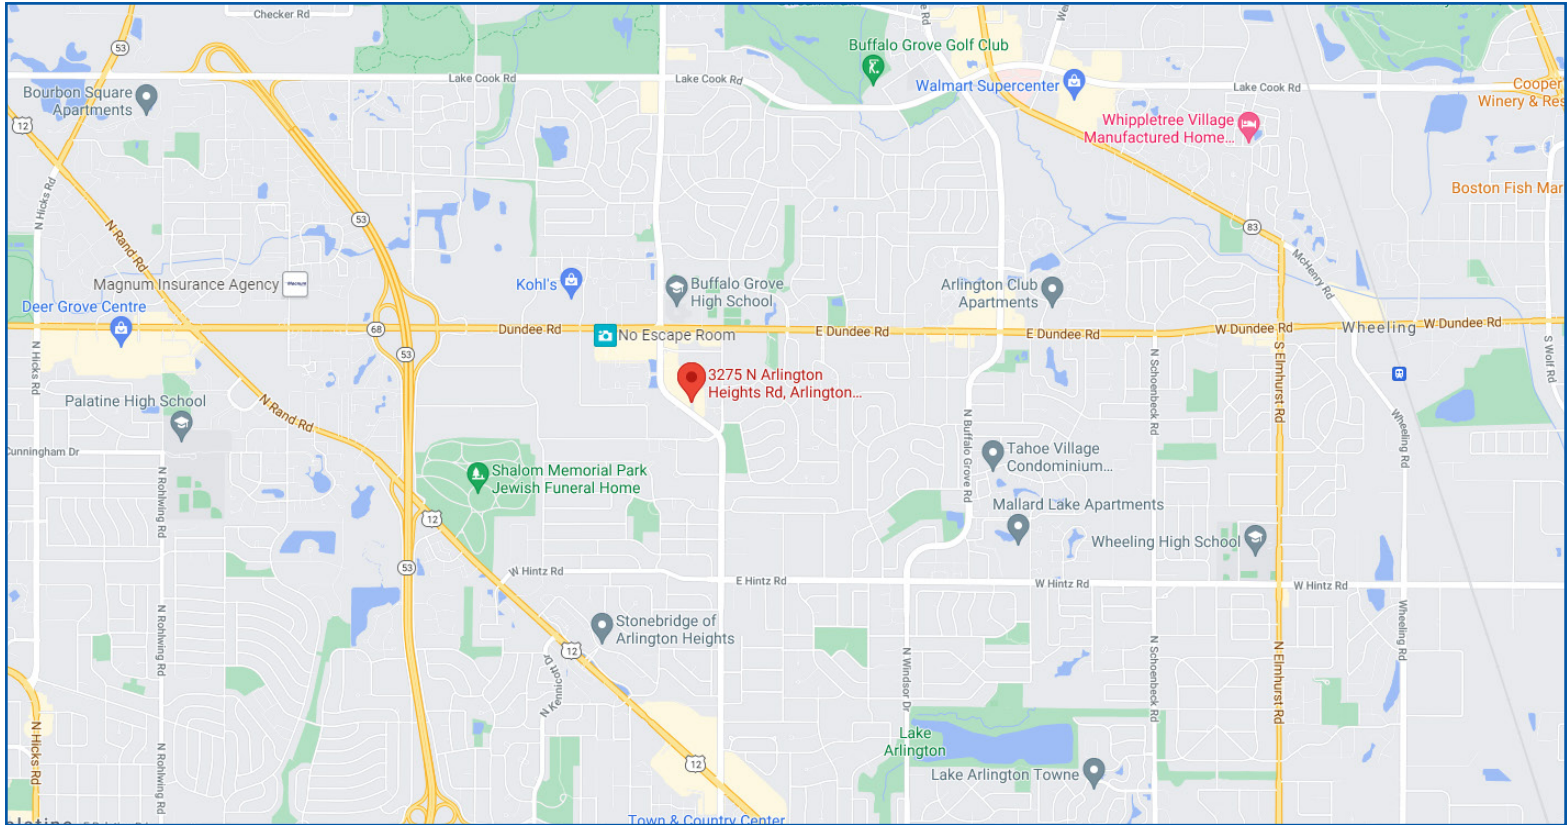 Checker Rd
53
Buffalo Grove Golf Club
Lake Cook Rd
Lake Cook Rd
Walmart Supercenter
Lake Cook Rd
Cooper
Winery & Res
Bourbon Square
Apartments
12
Whippletree Village
Manufactured Home...
N Hicks Rd
53
Boston Fish Mar
N Rand Rd
83
McHenry Rd
Magnum Insurance Agency
Kohl's
Buffalo Grove
High School
Arlington Club
Apartments
Deer Grove Centre
68
Dundee Rd
No Escape Room
E Dundee Rd
E Dundee Rd
W Dundee Rd
Wheeling
W Dundee Rd
53
N Hicks Rd
S Elmhurst Rd
S Wolf Rd
N Schoenbeck Rd
3275 N Arlington
Heights Rd, Arlington...
Palatine High School
N Rand Rd
N Buffalo Grove Rd
Wheeling Rd
Cunningham Dr
N Rohlwing Rd
Shalom Memorial Park
Jewish Funeral Home
Tahoe Village
Condominium...
12
Mallard Lake Apartments
Wheeling High School
53
W Hintz Rd
E Hintz Rd
W Hintz Rd
W Hintz Rd
N Rohlwing Rd
Stonebridge of
Arlington Heights
12
N Kennicott Dr
N Windsor Dr
N Schoenbeck Rd
N Elmhurst Rd
Wheeling Rd
N Hicks Rd
N Rohlwing Rd
Lake
Arlington
12
Lake Arlington Towne
Town & Country Center